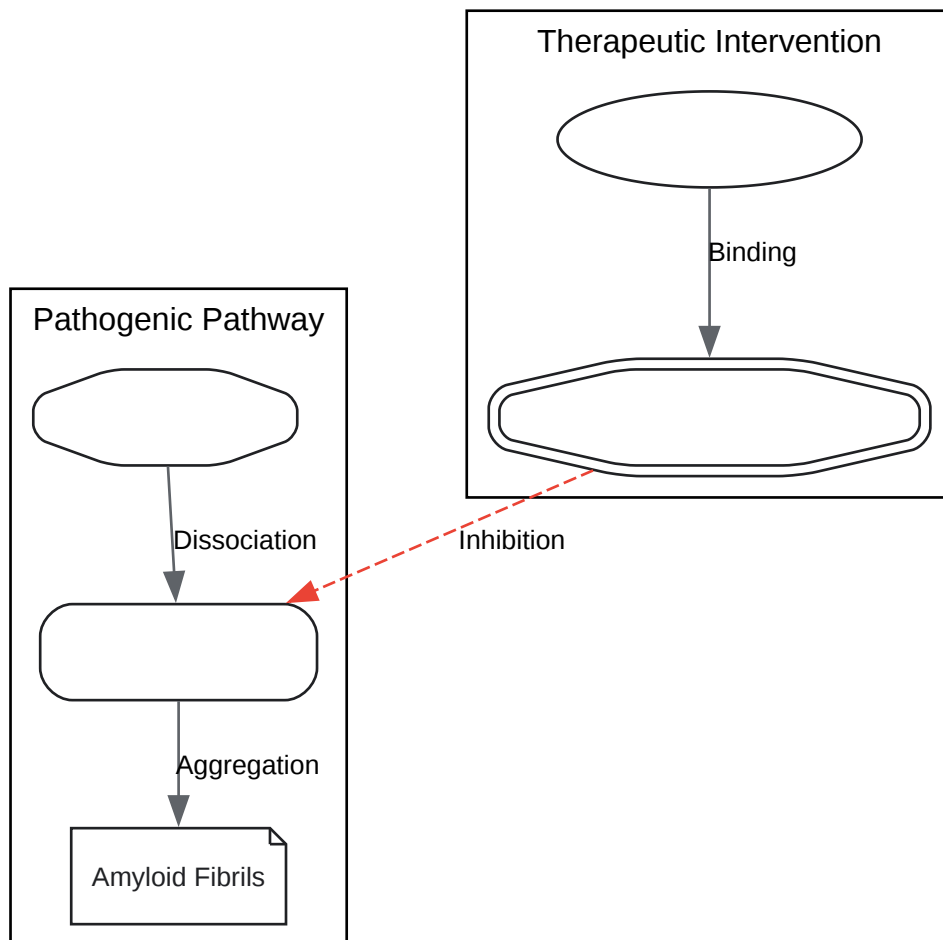 Therapeutic Intervention
Binding
Pathogenic Pathway
Dissociation
Inhibition
Aggregation
Amyloid Fibrils